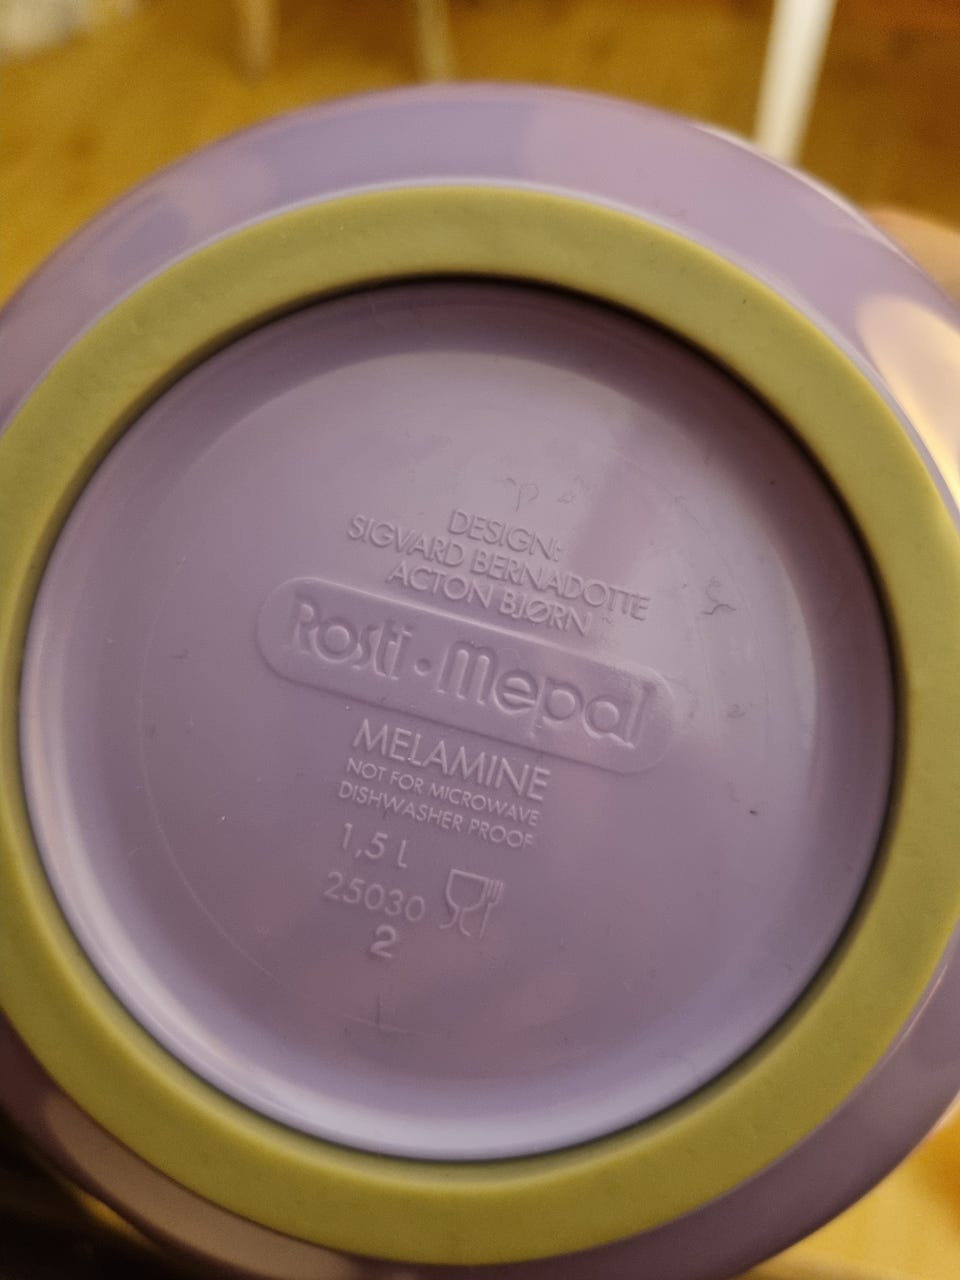 DESIGN:
SIGVARD BERNADOTTE
ACTON BJØRN
Rosti • Mepal
MELAMINE
NOT FOR MICROWAVE
DISHWASHER PROOF
1,5 L
25030
2